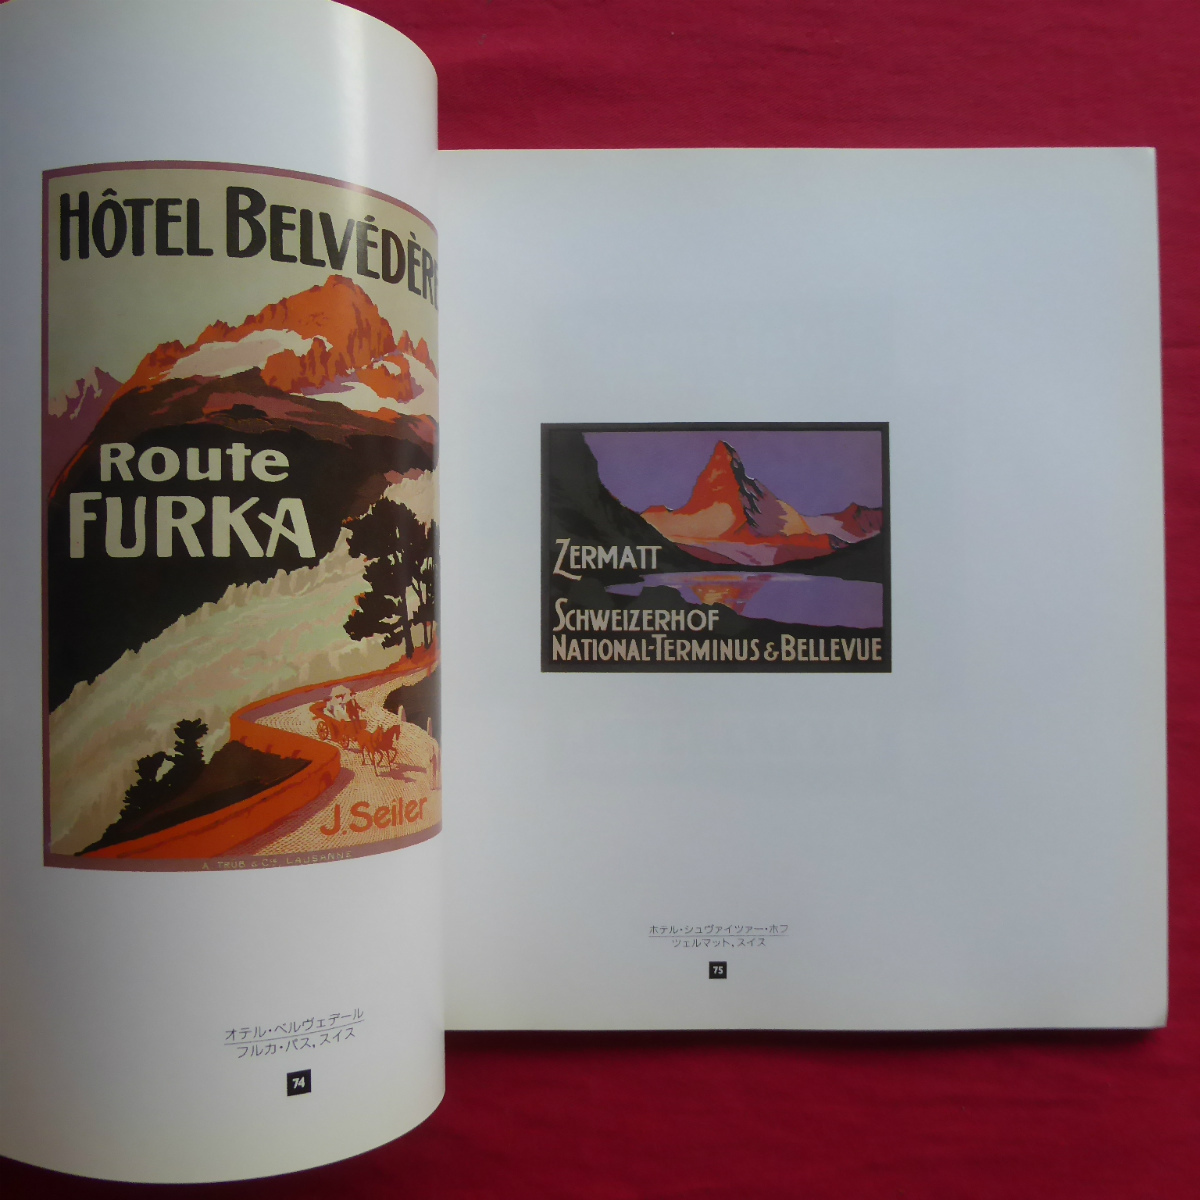 HÔTEL BELVÉDÈRE
Route
FURKA
J. Seiler
A. TRÜB & Cie LAUSANNE
オテル・ベルヴェデール
フルカ・パス,スイス
74
ZERMATT
SCHWEIZERHOF
NATIONAL-TERMINUS & BELLEVUE
ホテル・シュヴァイツァー・ホフ
ツェルマット,スイス
75